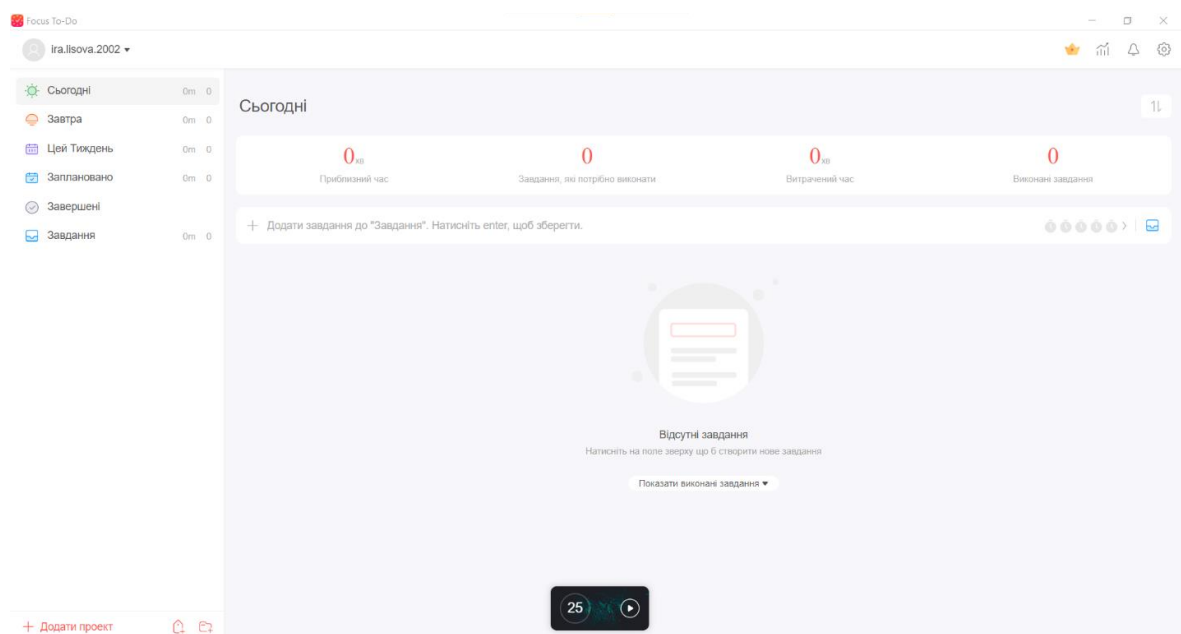 Focus To-Do
ira.lisova.2002
Сьогодні 0m 0
Завтра 0m 0
Цей Тиждень 0m 0
Заплановано 0m 0
Завершені
Завдання 0m 0
Додати проект
Сьогодні
0хв 0 0хв 0
Приблизний час Завдання, які потрібно виконати Витрачений час Виконані завдання
Додати завдання до "Завдання". Натисніть enter, щоб зберегти.
Відсутні завдання
Натисніть на поле зверху що б створити нове завдання
Показати виконані завдання
25